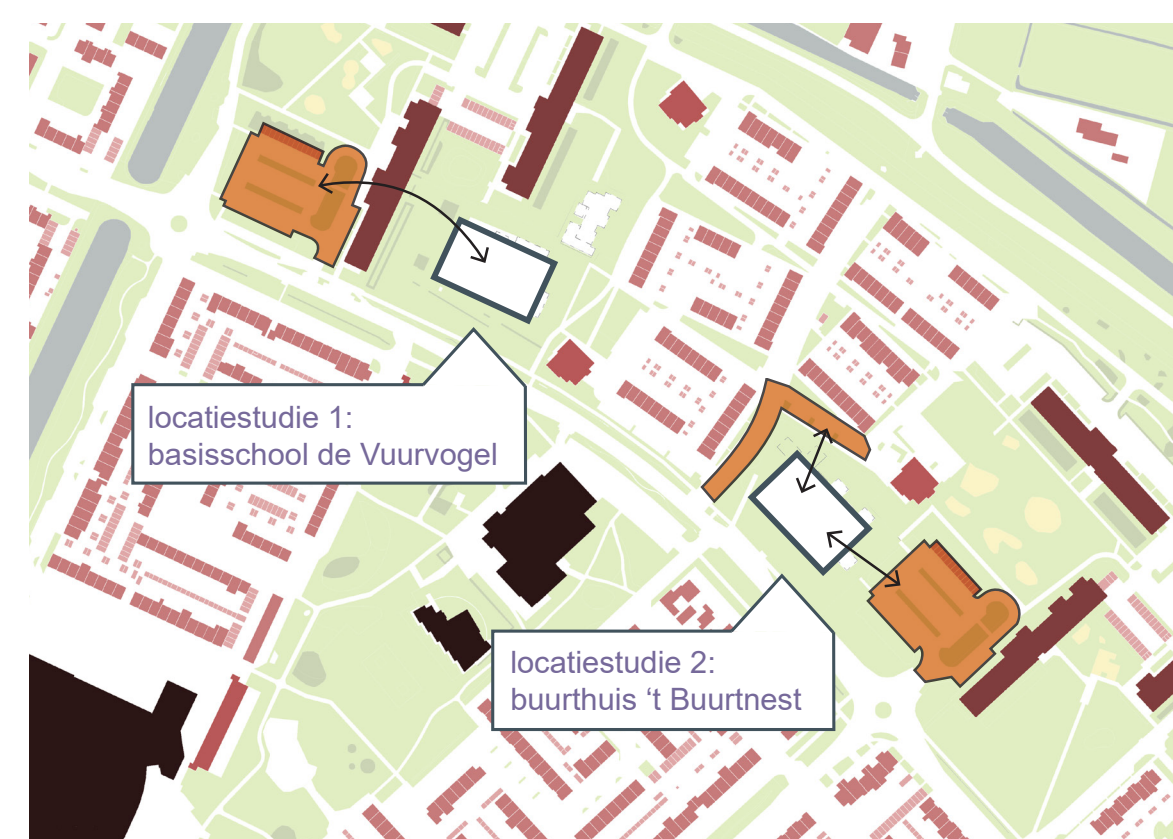 locatiestudie 1:
basisschool de Vuurvogel
locatiestudie 2:
buurthuis ‘t Buurtnest